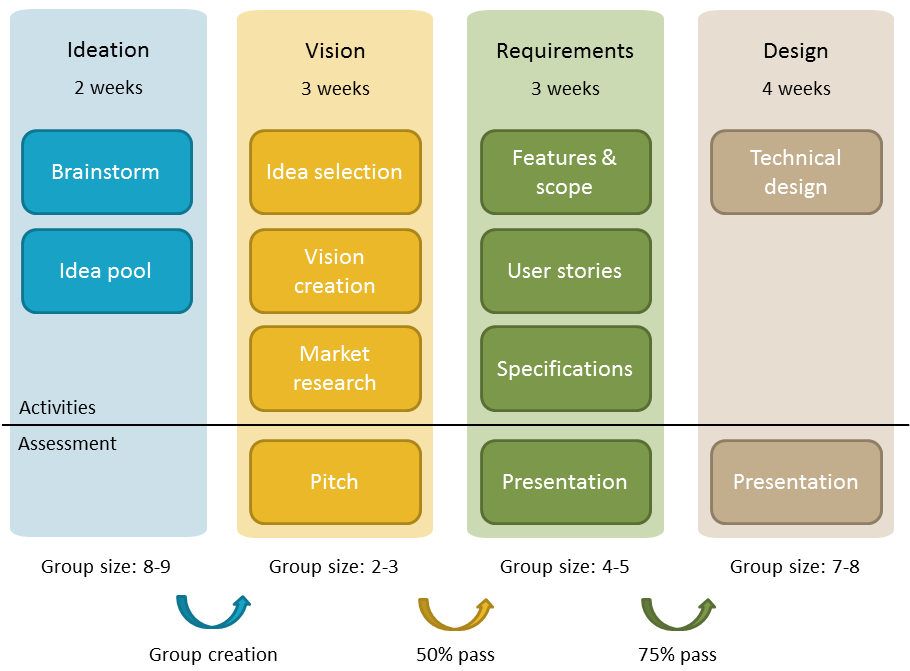 Ideation
2 weeks
Brainstorm
Idea pool
Vision
3 weeks
Idea selection
Vision
creation
Market
research
Requirements
3 weeks
Features &
scope
User stories
Specifications
Design
4 weeks
Technical
design
Activities
Assessment
Pitch
Presentation
Presentation
Group size: 8-9
Group size: 2-3
Group size: 4-5
Group size: 7-8
Group creation
50% pass
75% pass